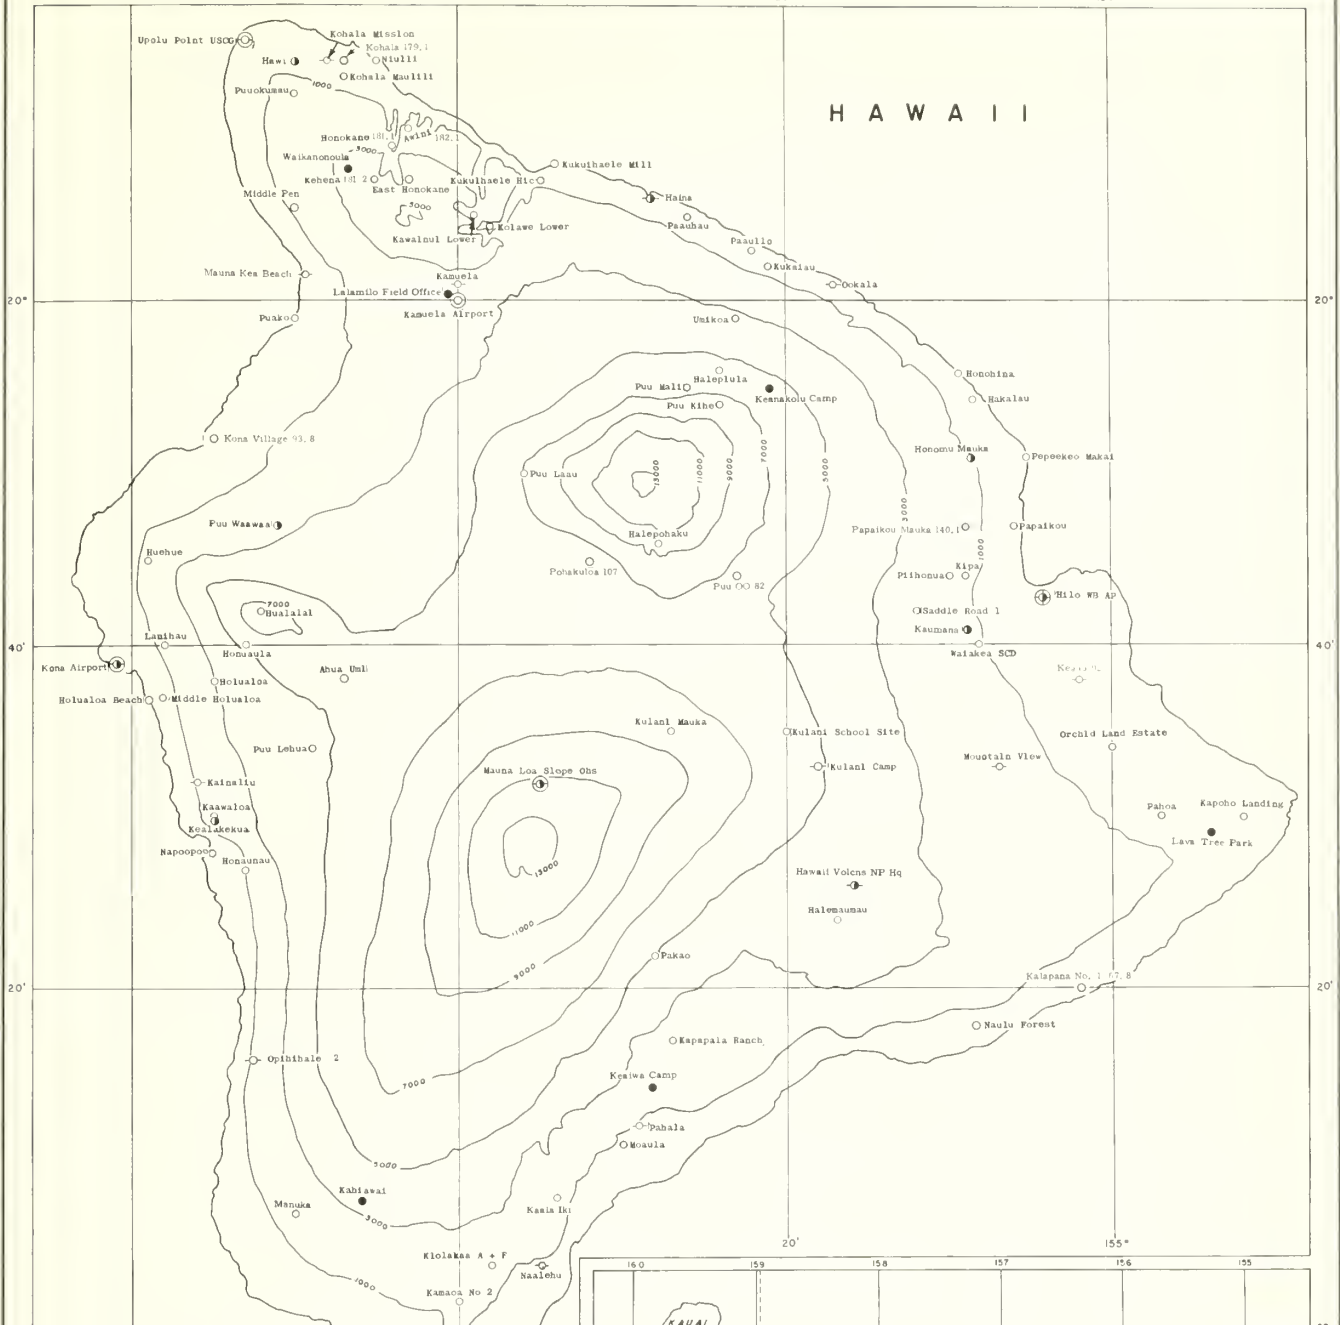 Upolu Point USCG
Kohala Mission
Kohala 179.1
Hawi
Niulii
Kohala Maulili
Puuokumau
1000
HAWAII
Honokane 181.1
Awini 182.1
3000
Waikanonoula
Kukuihaele Mill
Kehena 181.2
East Honokane
Kukuihaele Hic
Middle Pen
Haina
5000
Paauhau
Kolawe Lower
Kawainui Lower
Paauilo
Kukaiau
Mauna Kea Beach
Kamuela
Ookala
Lalamilo Field Office
20°
20°
Kamuela Airport
Puako
Umikoa
Honohina
Halepiula
Puu Mali
Keanakolu Camp
Hakalau
Puu Kihe
Kona Village 93.8
7000
Honomu Mauka
Pepeekeo Makai
9000
11000
13000
5000
Puu Laau
3000
Puu Waawaa
Papaikou Mauka 140.1
Papaikou
Halepohaku
1000
Huehue
Kipa
Pohakuloa 107
Piihonua
Puu OO 82
Hilo WB AP
7000
Hualalai
Saddle Road 1
Kaumana
Lanihau
40'
40'
Honuaula
Waiakea SCD
Kona Airport
Ahua Umi
Holualoa
Holualoa Beach
Middle Holualoa
Kulani Mauka
Kulani School Site
Orchid Land Estate
Puu Lehua
Mountain View
Kulani Camp
Mauna Loa Slope Obs
Kainaliu
Kaawaloa
Pahoa
Kapoho Landing
Kealakekua
Lava Tree Park
Napoopoo
Honaunau
13000
Hawaii Volcns NP Hq
Halemaumau
11000
Pakao
9000
Kalapana No. 1 67.8
20'
20'
Naulu Forest
Kapapala Ranch
Opihihale 2
Keaiwa Camp
7000
Pahala
Moaula
5000
Kahiawai
Manuka
Kaala Iki
3000
20'
155°
Kiolakaa A + F
160
159
158
157
156
155
Naalehu
1000
Kamaoa No 2
KAUAI